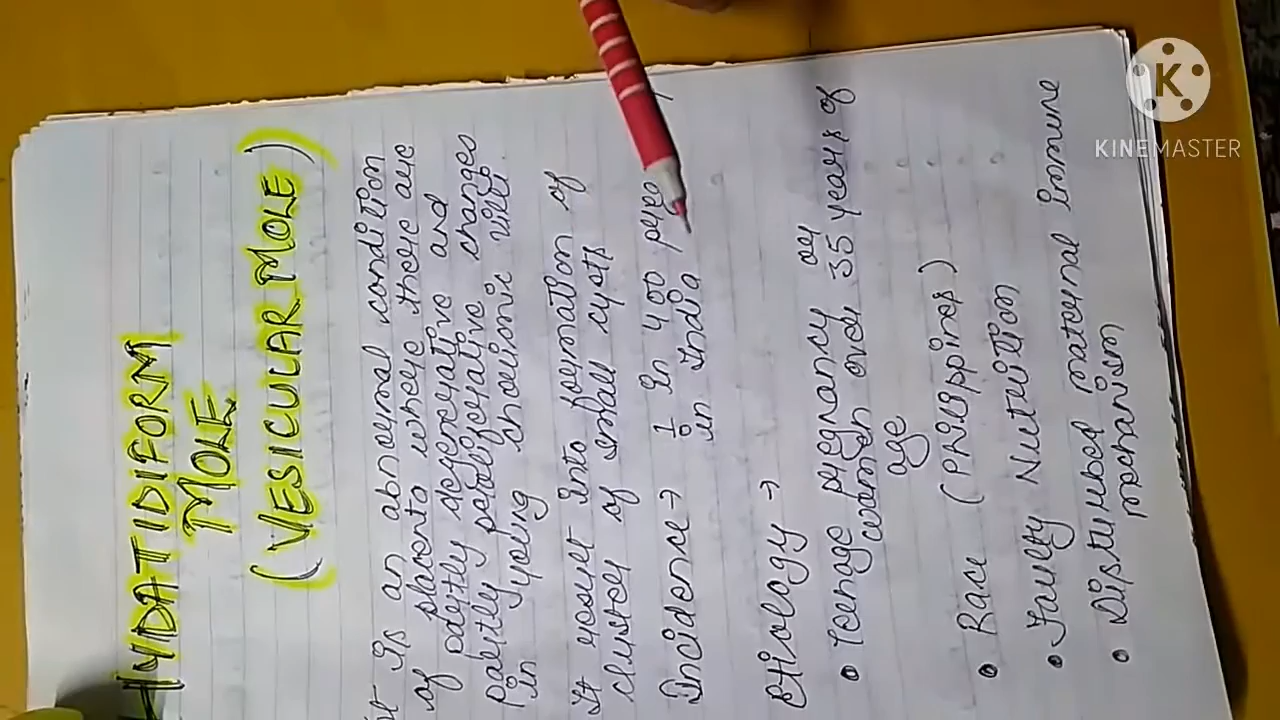 HYDATIDIFORM
MOLE
(VESICULAR MOLE)
It is an abnormal condition
of placenta where there are
partly degenerative and
partly proliferative changes
in young chorionic villi.
It result into formation of
cluster of small cysts
Incidence → 1 in 400
in India
Etiology →
• Teenage pregnancy or
women over 35 years of
age
• Race (Philippines)
• Faulty Nutrition
• Disturbed maternal immune
mechanism
KINEMASTER